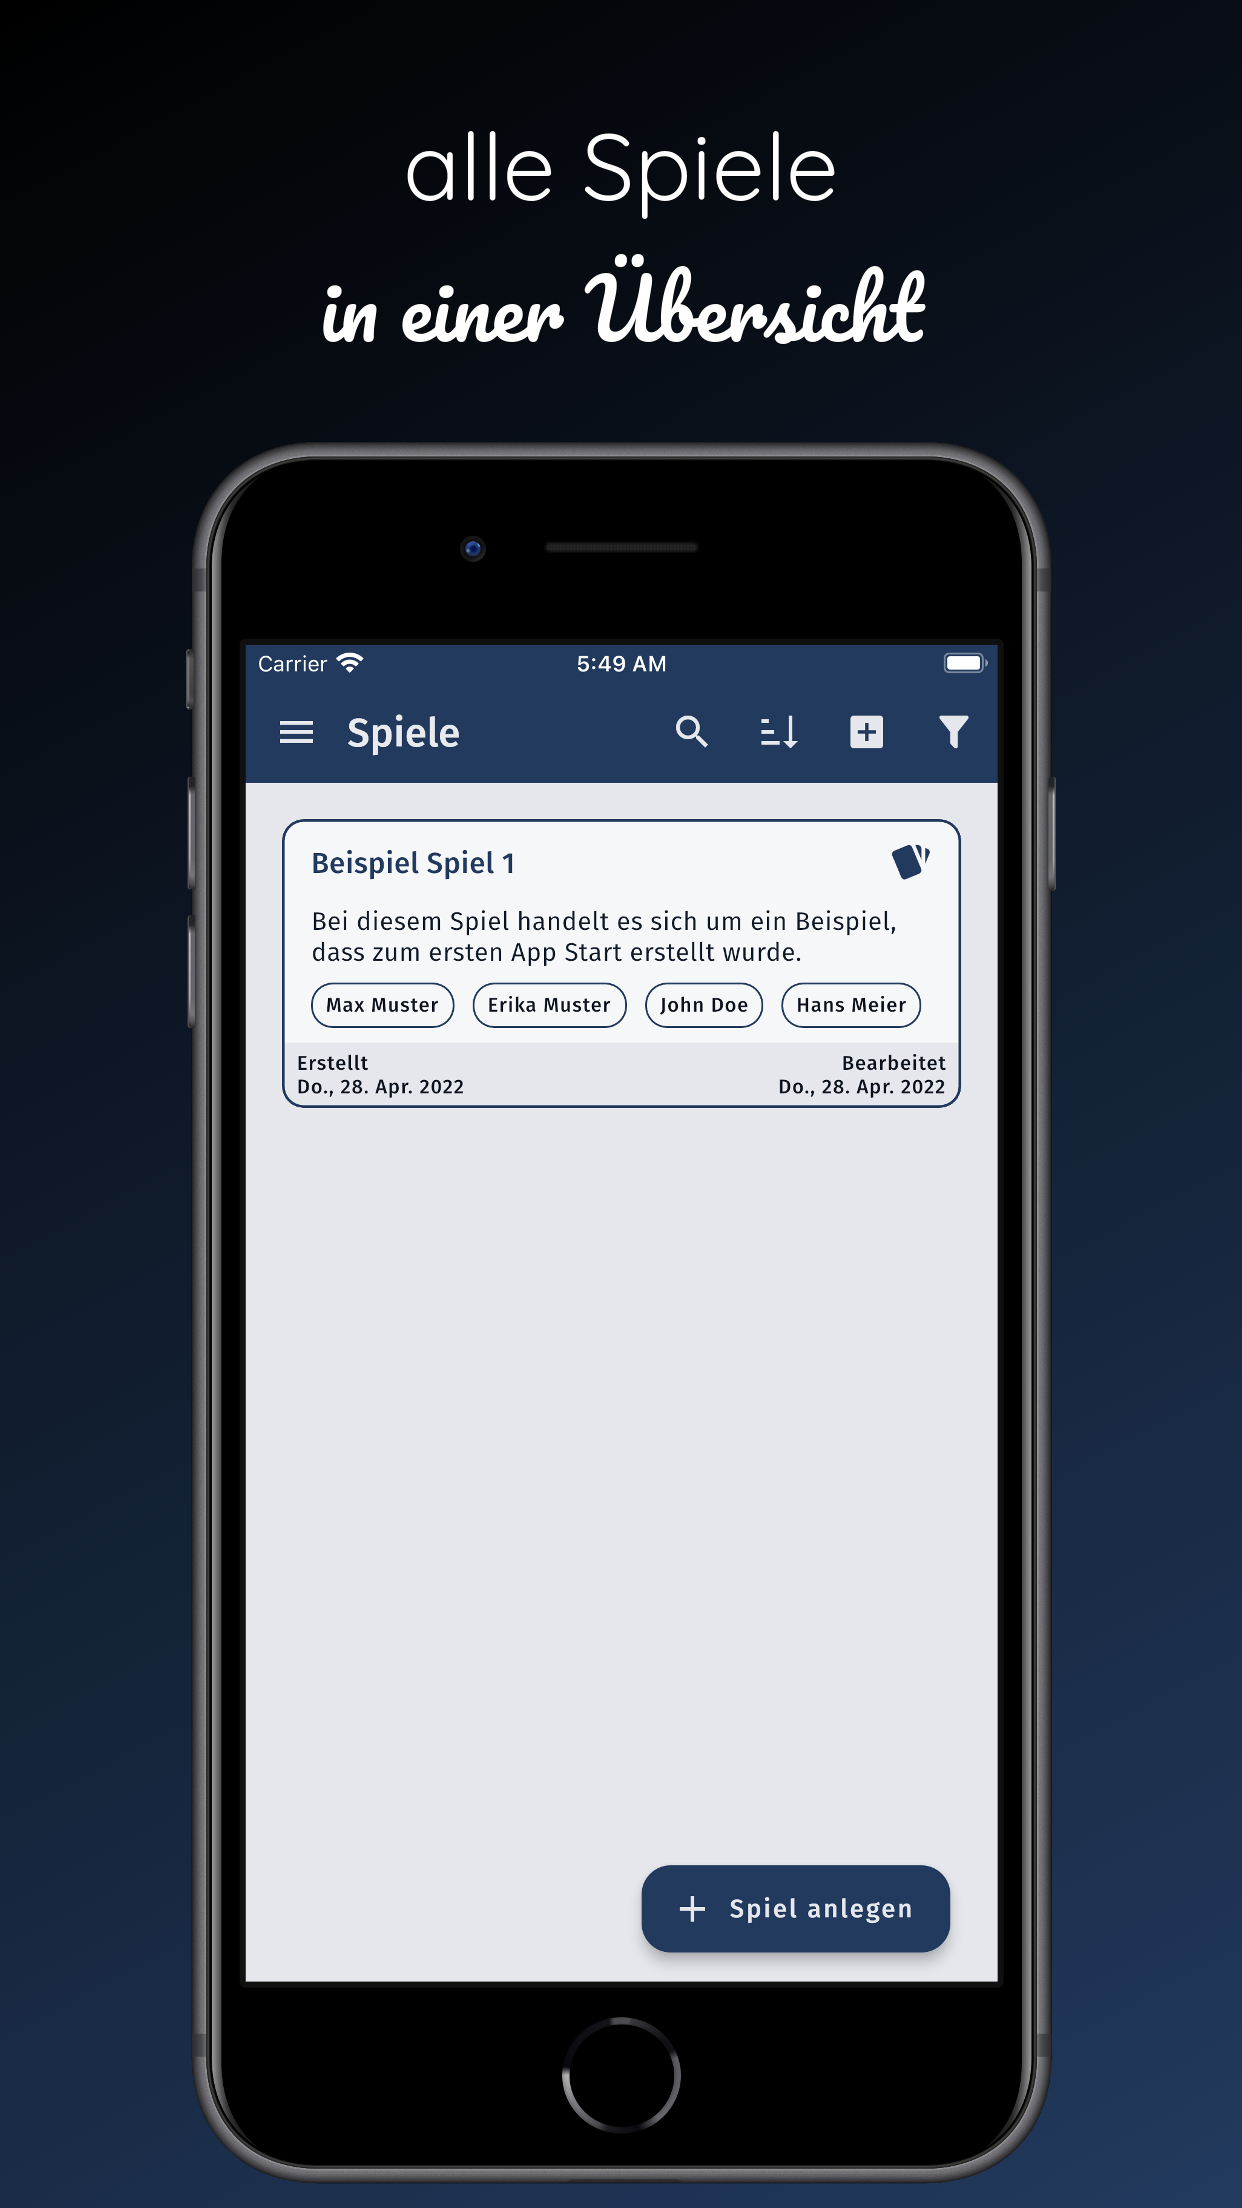 alle Spiele
in einer Übersicht
Carrier 5:49 AM
Spiele
Beispiel Spiel 1
Bei diesem Spiel handelt es sich um ein Beispiel,
dass zum ersten App Start erstellt wurde.
Max Muster Erika Muster John Doe Hans Meier
Erstellt Bearbeitet
Do., 28. Apr. 2022 Do., 28. Apr. 2022
+ Spiel anlegen